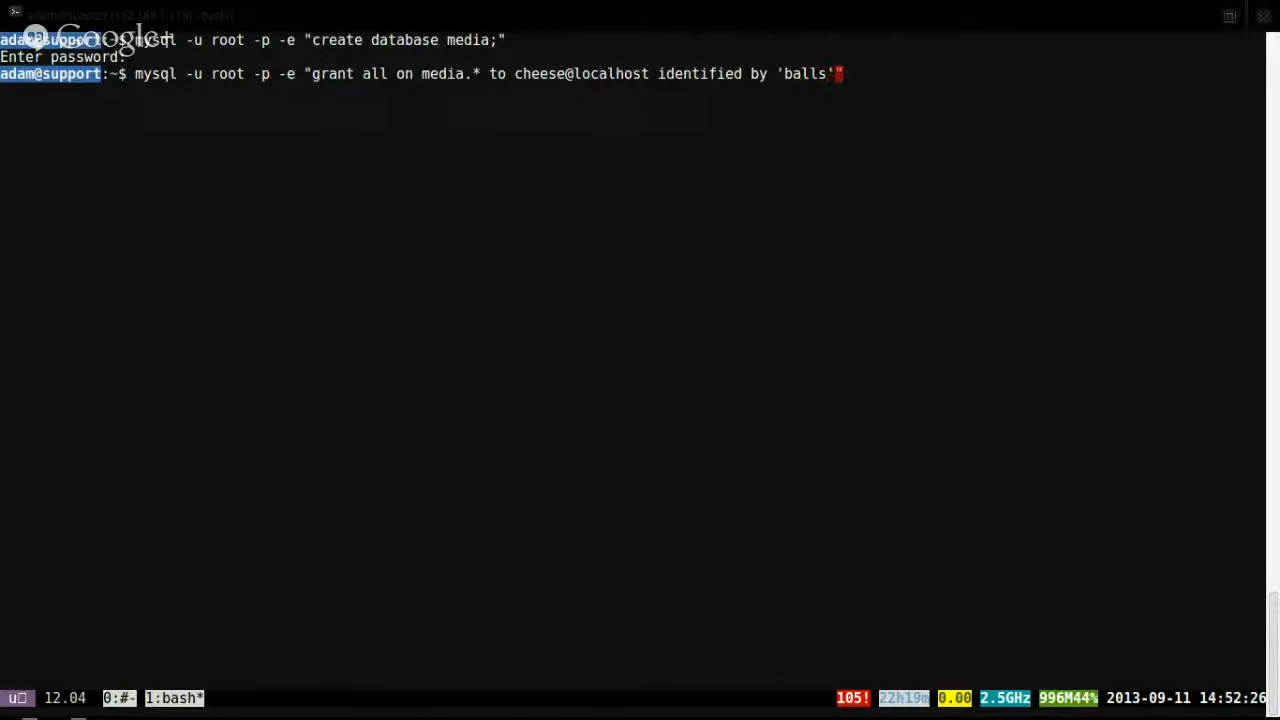 adam@support:~$ mysql -u root -p -e "create database media;"
Google+
Enter password:
adam@support:~$ mysql -u root -p -e "grant all on media.* to cheese@localhost identified by 'balls'"
u 12.04 0:#- 1:bash* 105! 22h19m 0.00 2.5GHz 996M44% 2013-09-11 14:52:26